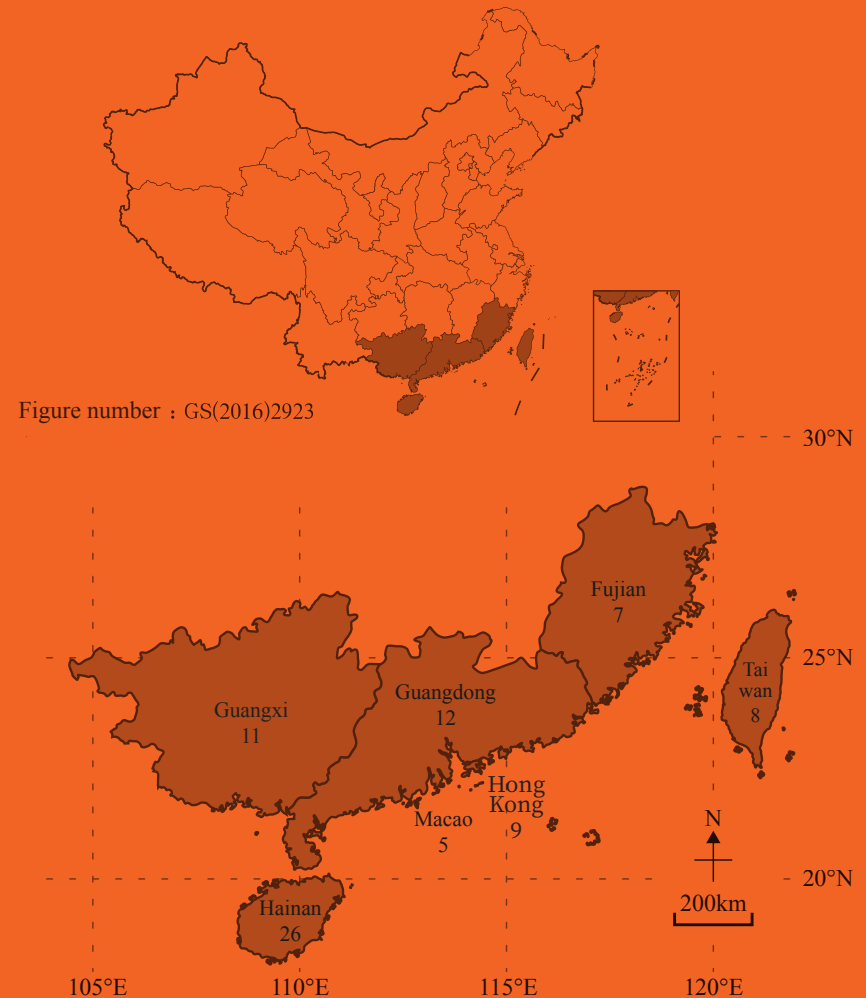 Figure number : GS(2016)2923
30°N
Fujian
7
25°N
Tai
wan
8
Guangdong
12
Guangxi
11
Hong
Kong
9
Macao
5
N
20°N
200km
Hainan
26
105°E
110°E
115°E
120°E